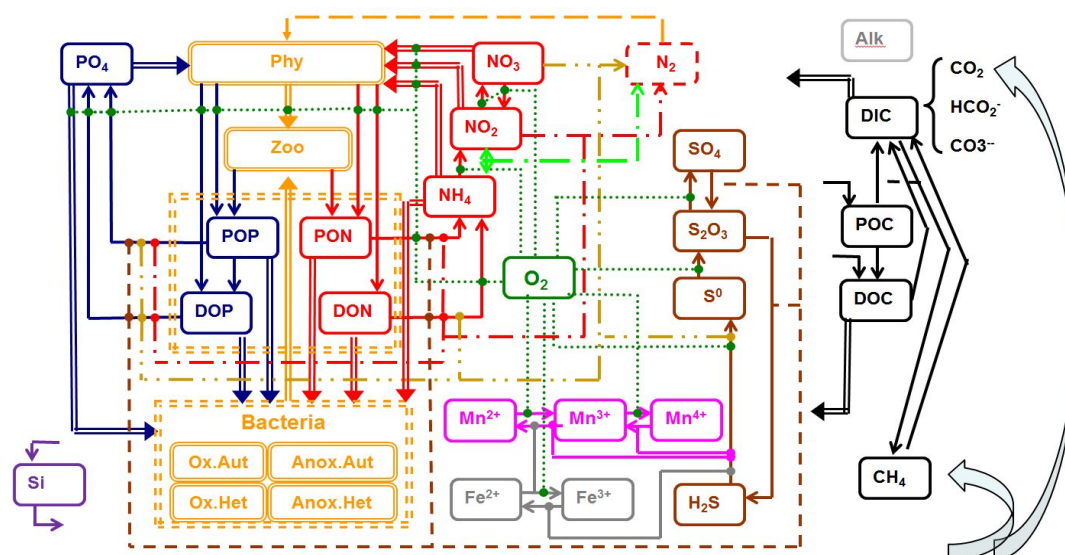 Alk
PO₄
Phy
NO₃
N₂
CO₂
DIC
HCO₂⁻
CO3⁻⁻
NO₂
Zoo
SO₄
NH₄
POP
PON
S₂O₃
POC
O₂
S⁰
DOC
DOP
DON
Bacteria
Mn²⁺
Mn³⁺
Mn⁴⁺
Ox.Aut
Anox.Aut
Si
CH₄
Ox.Het
Anox.Het
Fe²⁺
Fe³⁺
H₂S